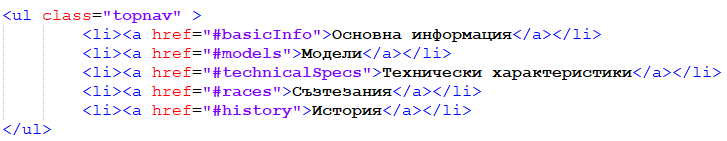 <ul class="topnav" >
<li><a href="#basicInfo">Основна информация</a></li>
<li><a href="#models">Модели</a></li>
<li><a href="#technicalSpecs">Технически характеристики</a></li>
<li><a href="#races">Съзтезания</a></li>
<li><a href="#history">История</a></li>
</ul>